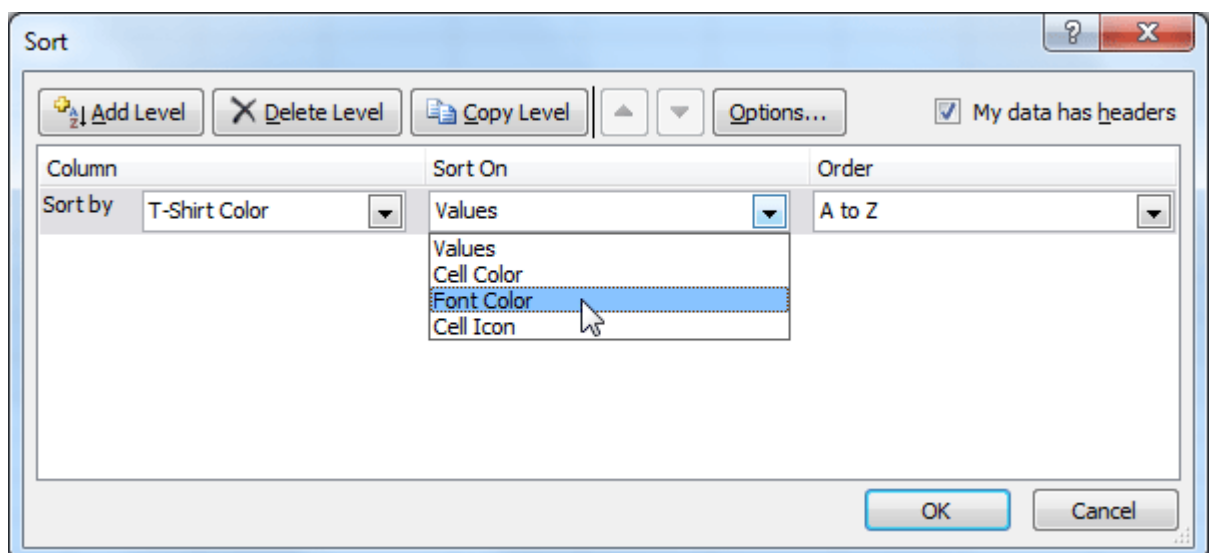 Sort
Add Level Delete Level Copy Level Options... My data has headers
Column Sort On Order
Sort by T-Shirt Color Values A to Z
Values
Cell Color
Font Color
Cell Icon
OK Cancel